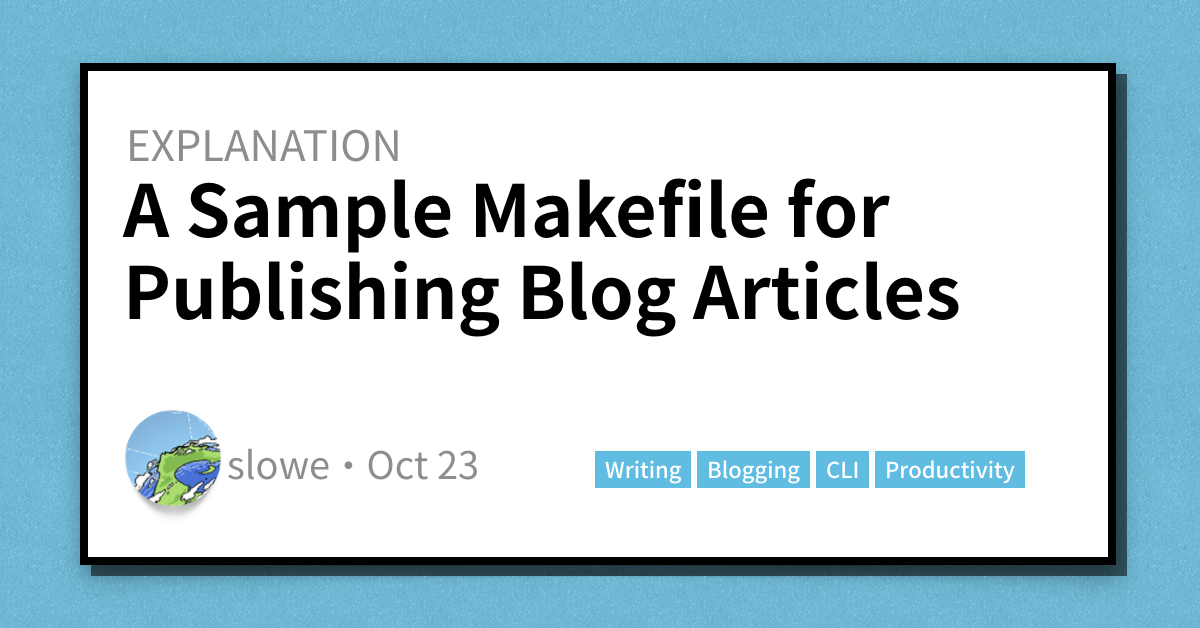 EXPLANATION
A Sample Makefile for
Publishing Blog Articles
slowe • Oct 23
Writing Blogging CLI Productivity